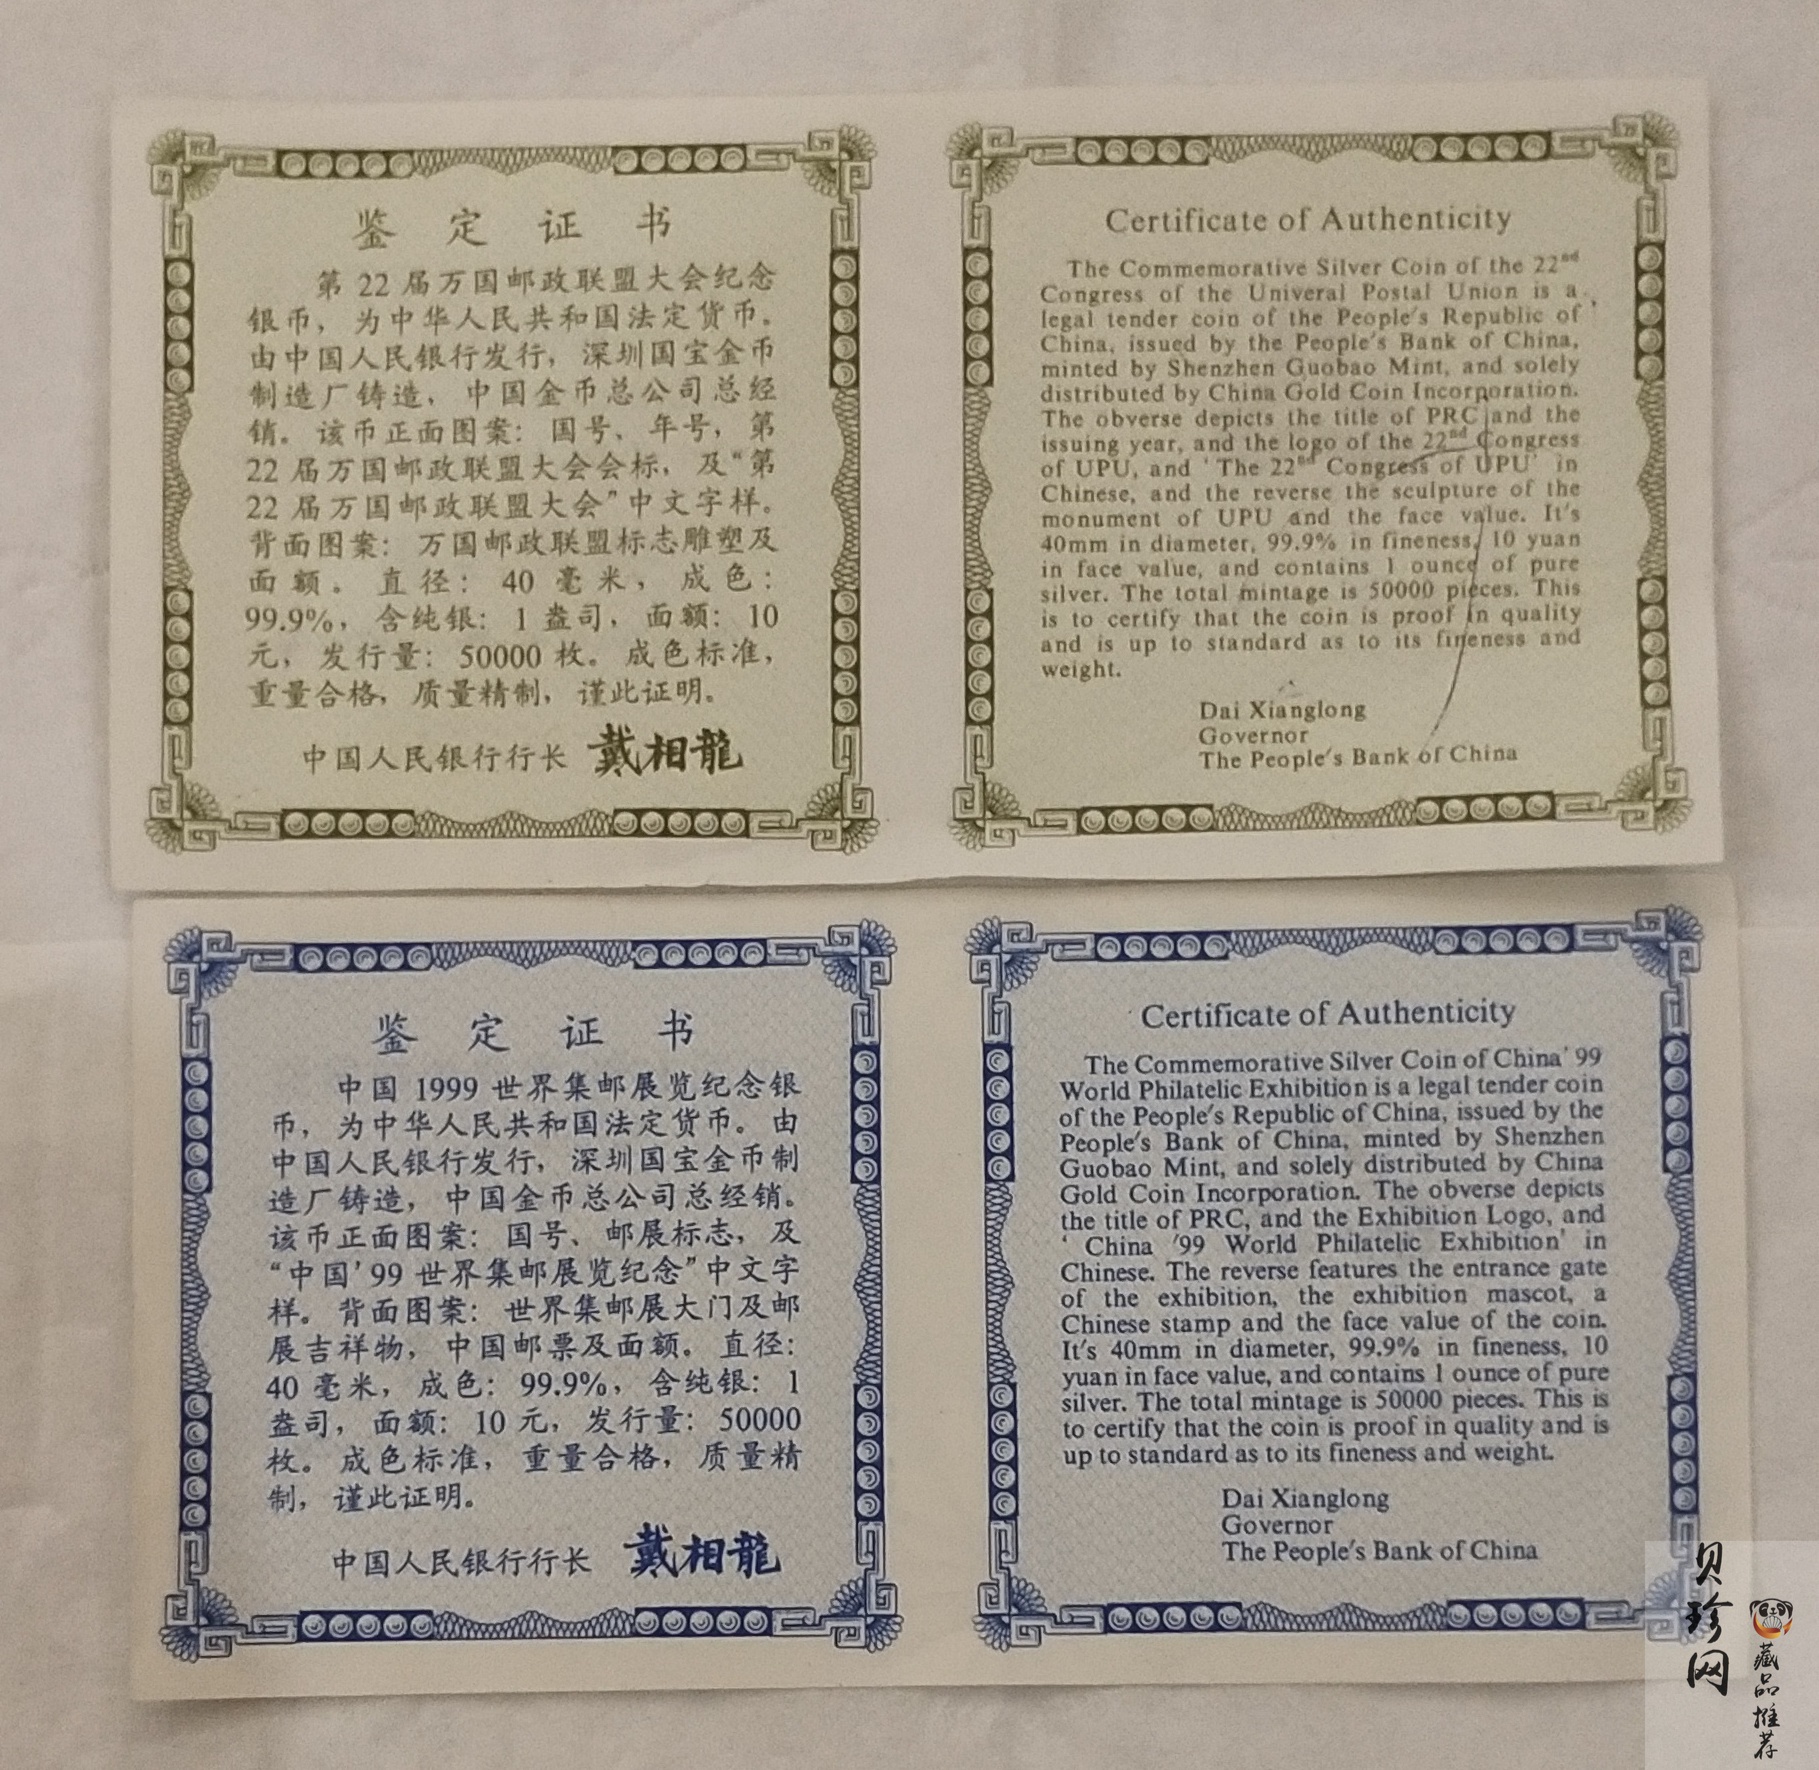 鉴定证书
第22届万国邮政联盟大会纪念
银币，为中华人民共和国法定货币。
由中国人民银行发行，深圳国宝金币
制造厂铸造，中国金币总公司总经
销。该币正面图案：国号、年号，第
22届万国邮政联盟大会会标，及“第
22届万国邮政联盟大会”中文字样。
背面图案：万国邮政联盟标志雕塑及
面额。直径：40毫米，成色：
99.9%，含纯银：1盎司，面额：10
元，发行量：50000枚。成色标准，
重量合格，质量精制，谨此证明。
中国人民银行行长 戴相龍
Certificate of Authenticity
The Commemorative Silver Coin of the 22nd
Congress of the Univeral Postal Union is a
legal tender coin of the People's Republic of
China, issued by the People's Bank of China,
minted by Shenzhen Guobao Mint, and solely
distributed by China Gold Coin Incorporation.
The obverse depicts the title of PRC and the
issuing year, and the logo of the 22nd Congress
of UPU, and 'The 22nd Congress of UPU' in
Chinese, and the reverse the sculpture of the
monument of UPU and the face value. It's
40mm in diameter, 99.9% in fineness, 10 yuan
in face value, and contains 1 ounce of pure
silver. The total mintage is 50000 pieces. This
is to certify that the coin is proof in quality
and is up to standard as to its fineness and
weight.
Dai Xianglong
Governor
The People's Bank of China
鉴定证书
中国1999世界集邮展览纪念银
币，为中华人民共和国法定货币。由
中国人民银行发行，深圳国宝金币制
造厂铸造，中国金币总公司总经销。
该币正面图案：国号、邮展标志，及
“中国'99世界集邮展览纪念”中文字
样。背面图案：世界集邮展大门及邮
展吉祥物，中国邮票及面额。直径：
40毫米，成色：99.9%，含纯银：1
盎司，面额：10元，发行量：50000
枚。成色标准，重量合格，质量精
制，谨此证明。
中国人民银行行长 戴相龍
Certificate of Authenticity
The Commemorative Silver Coin of China'99
World Philatelic Exhibition is a legal tender coin
of the People's Republic of China, issued by the
People's Bank of China, minted by Shenzhen
Guobao Mint, and solely distributed by China
Gold Coin Incorporation. The obverse depicts
the title of PRC, and the Exhibition Logo, and
'China '99 World Philatelic Exhibition' in
Chinese. The reverse features the entrance gate
of the exhibition, the exhibition mascot, a
Chinese stamp and the face value of the coin.
It's 40mm in diameter, 99.9% in fineness, 10
yuan in face value, and contains 1 ounce of pure
silver. The total mintage is 50000 pieces. This is
to certify that the coin is proof in quality and is
up to standard as to its fineness and weight.
Dai Xianglong
Governor
The People's Bank of China
贝珍网
藏品推荐